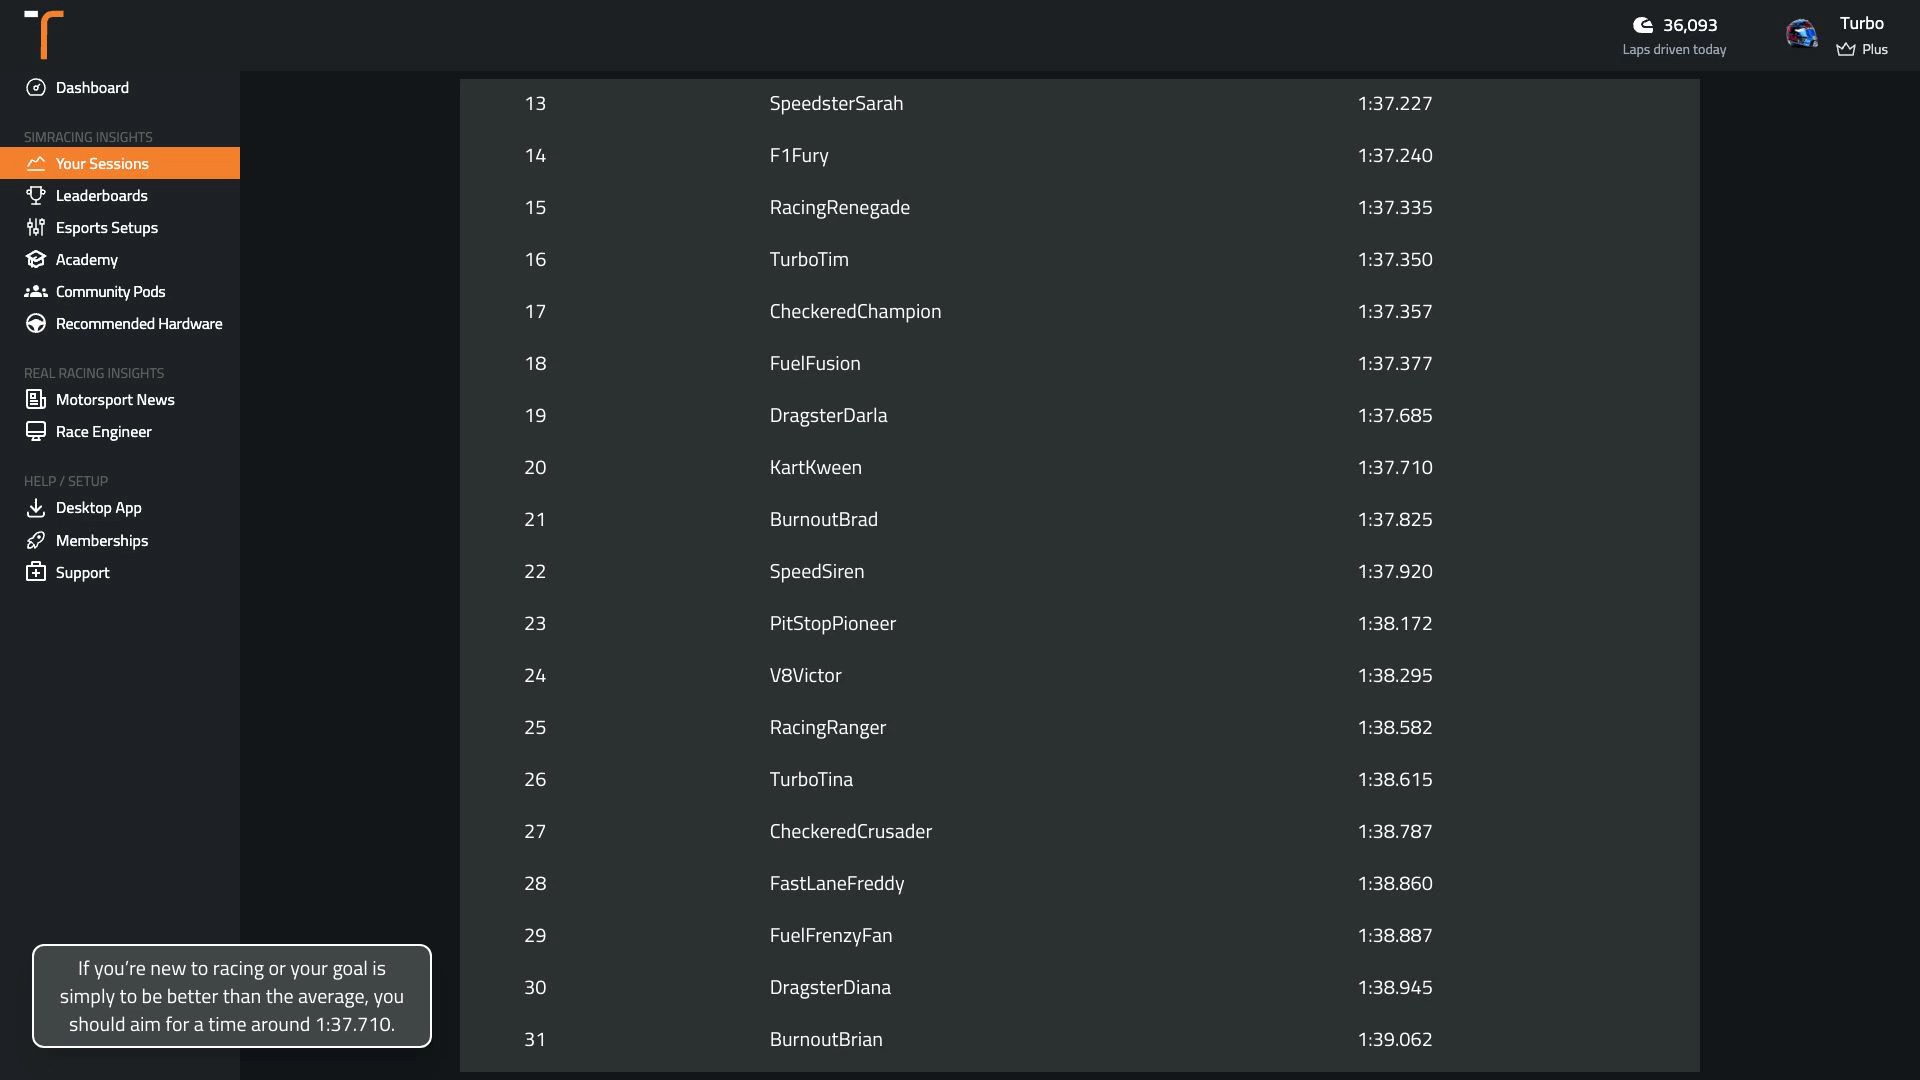 36,093
Laps driven today
Turbo
Plus
Dashboard
SIMRACING INSIGHTS
Your Sessions
Leaderboards
Esports Setups
Academy
Community Pods
Recommended Hardware
REAL RACING INSIGHTS
Motorsport News
Race Engineer
HELP / SETUP
Desktop App
Memberships
Support
13 SpeedsterSarah 1:37.227
14 F1Fury 1:37.240
15 RacingRenegade 1:37.335
16 TurboTim 1:37.350
17 CheckeredChampion 1:37.357
18 FuelFusion 1:37.377
19 DragsterDarla 1:37.685
20 KartKween 1:37.710
21 BurnoutBrad 1:37.825
22 SpeedSiren 1:37.920
23 PitStopPioneer 1:38.172
24 V8Victor 1:38.295
25 RacingRanger 1:38.582
26 TurboTina 1:38.615
27 CheckeredCrusader 1:38.787
28 FastLaneFreddy 1:38.860
29 FuelFrenzyFan 1:38.887
30 DragsterDiana 1:38.945
31 BurnoutBrian 1:39.062
If you’re new to racing or your goal is
simply to be better than the average, you
should aim for a time around 1:37.710.